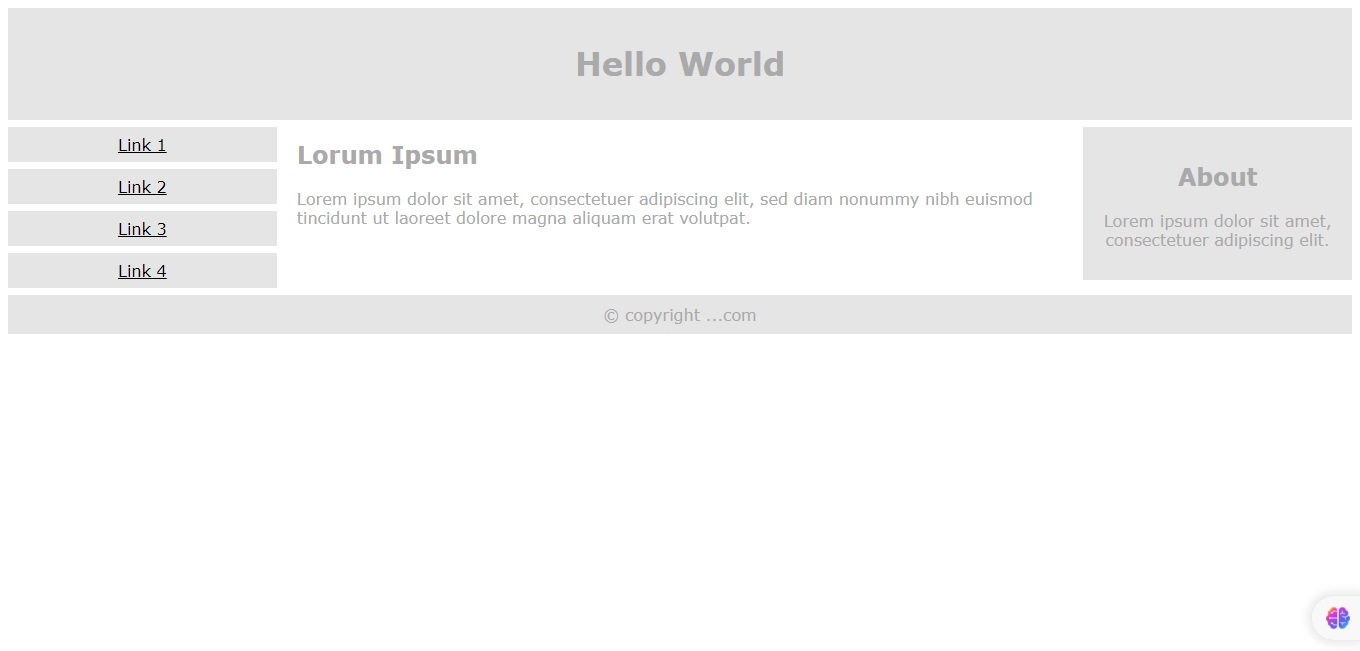 Hello World
Link 1
Link 2
Link 3
Link 4
Lorum Ipsum
Lorem ipsum dolor sit amet, consectetuer adipiscing elit, sed diam nonummy nibh euismod
tincidunt ut laoreet dolore magna aliquam erat volutpat.
About
Lorem ipsum dolor sit amet,
consectetuer adipiscing elit.
© copyright ...com